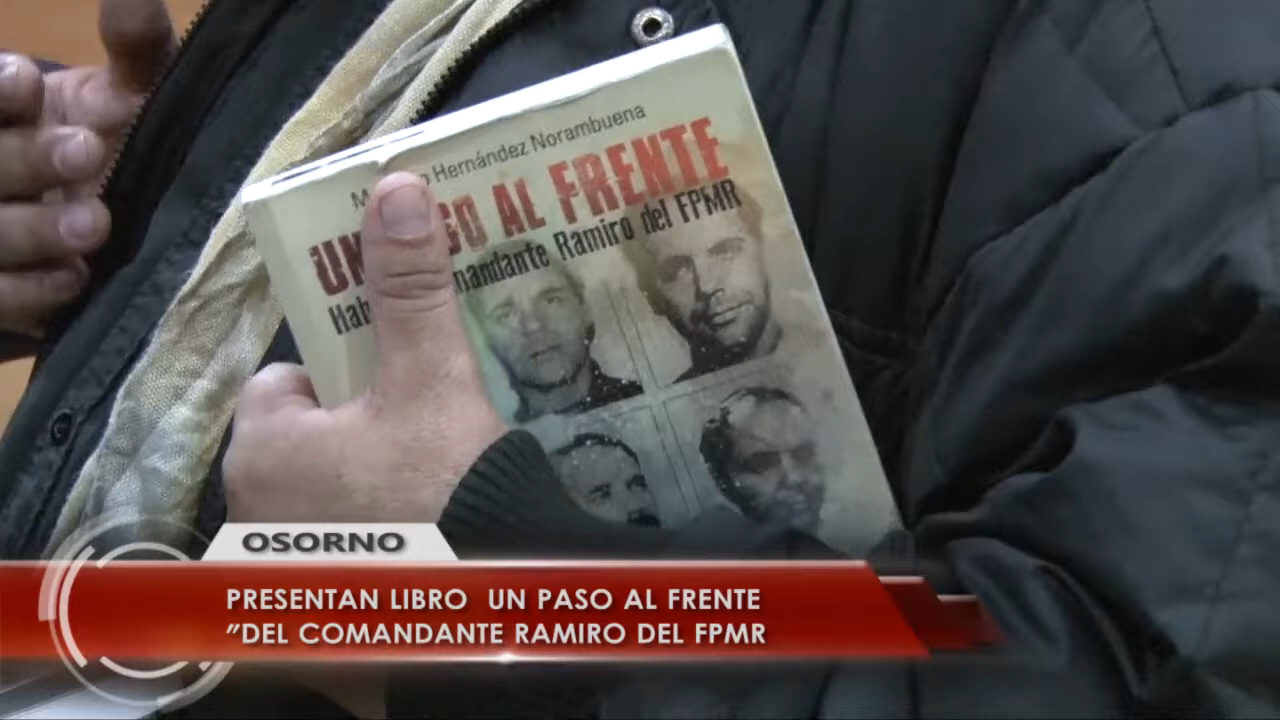 Hernández Norambuena
AL FRENTE
Ramiro del FPMR
OSORNO
PRESENTAN LIBRO UN PASO AL FRENTE
"DEL COMANDANTE RAMIRO DEL FPMR